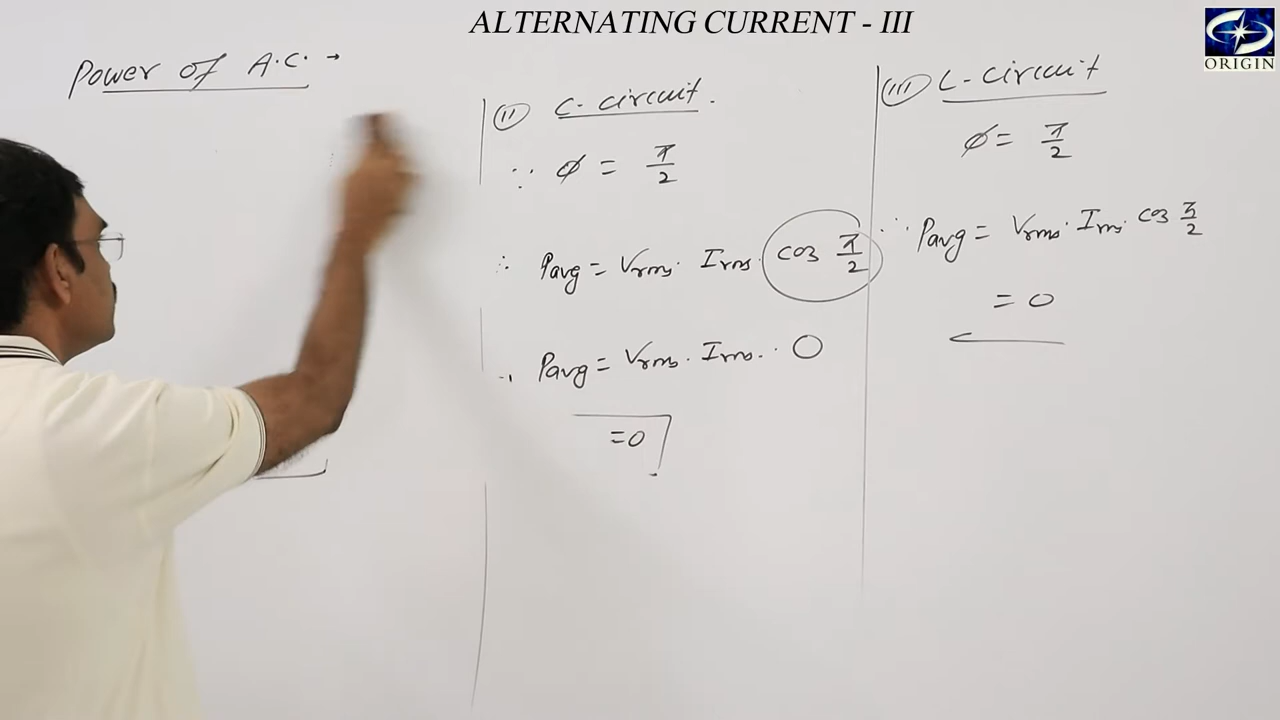 ALTERNATING CURRENT - III
ORIGIN
Power of A.C. →
(II) C-circuit.
∵ φ = π/2
∴ Pavg = Vrms. Irms. cos π/2
∴ Pavg = Vrms. Irms. . 0
=0
(III) L-circuit
φ= π/2
∴ Pavg = Vrms. Irms. cos π/2
= 0